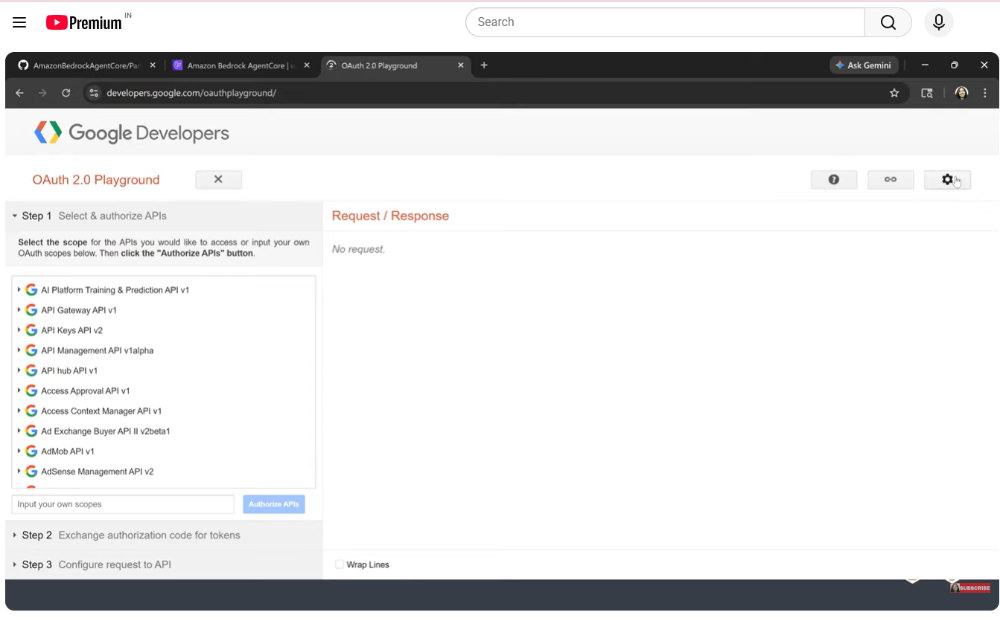 Premium IN
Search
AmazonBedrockAgentCore/Par
Amazon Bedrock AgentCore | u
OAuth 2.0 Playground
Ask Gemini
developers.google.com/oauthplayground/
Google Developers
OAuth 2.0 Playground
Step 1 Select & authorize APIs
Select the scope for the APIs you would like to access or input your own
OAuth scopes below. Then click the "Authorize APIs" button.
AI Platform Training & Prediction API v1
API Gateway API v1
API Keys API v2
API Management API v1alpha
API hub API v1
Access Approval API v1
Access Context Manager API v1
Ad Exchange Buyer API II v2beta1
AdMob API v1
AdSense Management API v2
Input your own scopes
Authorize APIs
Step 2 Exchange authorization code for tokens
Step 3 Configure request to API
Request / Response
No request.
Wrap Lines
SUBSCRIBE